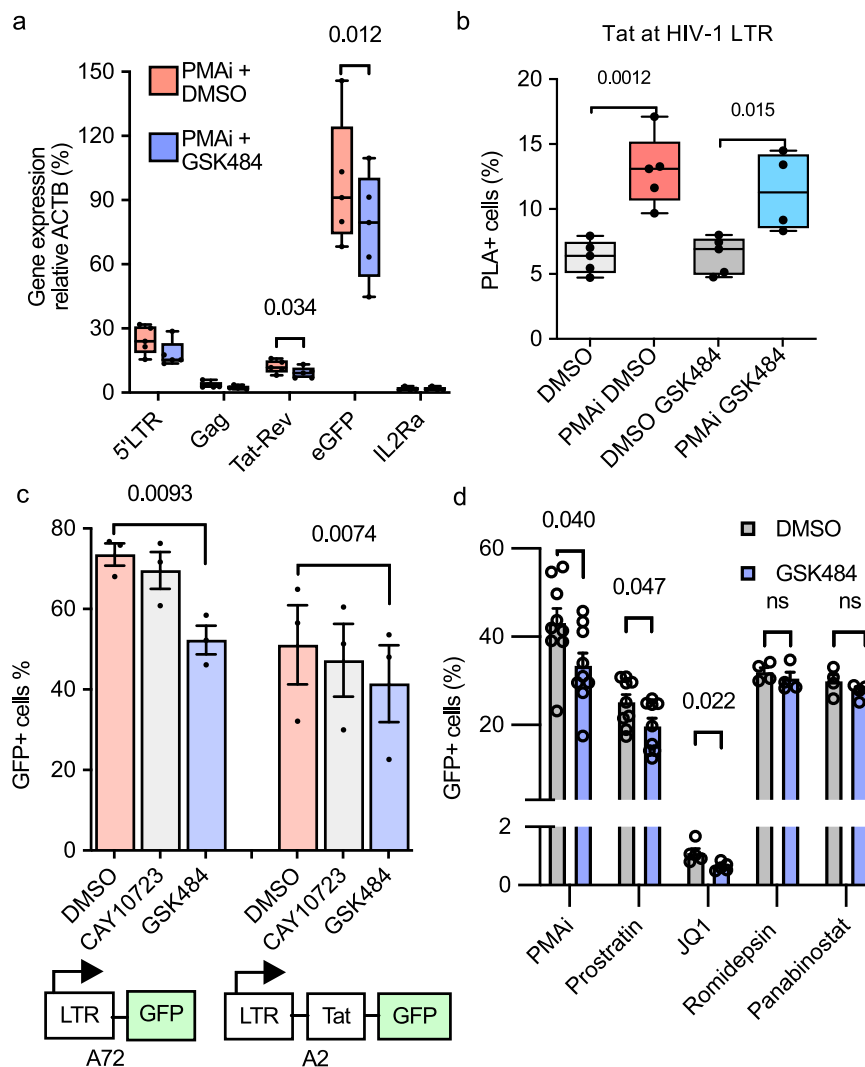 a
0.012
PMAi +
DMSO
PMAi +
GSK484
Gene expression
relative ACTB (%)
150
120
90
60
30
0
0.034
5'LTR
Gag
Tat-Rev
eGFP
IL2Ra
b
Tat at HIV-1 LTR
PLA+ cells (%)
20
15
10
5
0
0.0012
0.015
DMSO
PMAi DMSO
DMSO GSK484
PMAi GSK484
c
0.0093
0.0074
GFP+ cells %
80
60
40
20
0
DMSO
CAY10723
GSK484
DMSO
CAY10723
GSK484
LTR
GFP
A72
LTR
Tat
GFP
A2
d
DMSO
GSK484
GFP+ cells (%)
60
40
20
2
0
0.040
0.047
0.022
ns
ns
PMAi
Prostratin
JQ1
Romidepsin
Panabinostat